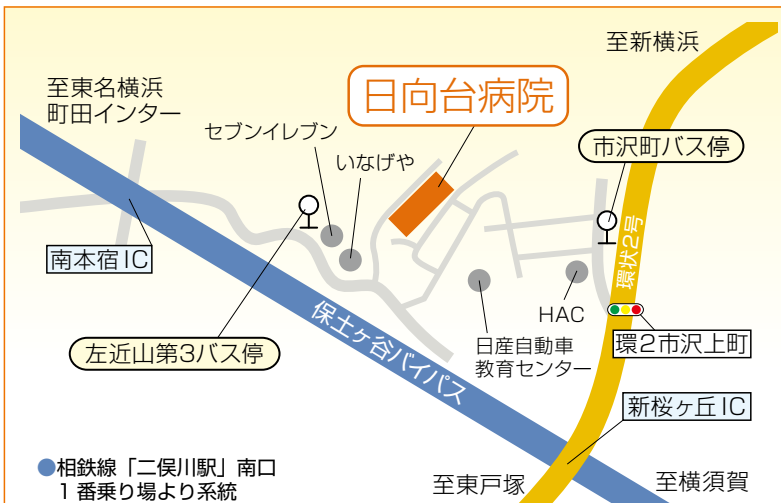 至新横浜
至東名横浜
町田インター
日向台病院
セブンイレブン
いなげや
市沢町バス停
環状2号
南本宿IC
HAC
左近山第3バス停
保土ヶ谷バイパス
日産自動車
教育センター
環2市沢上町
新桜ヶ丘IC
●相鉄線「二俣川駅」南口
1番乗り場より系統
至東戸塚
至横須賀